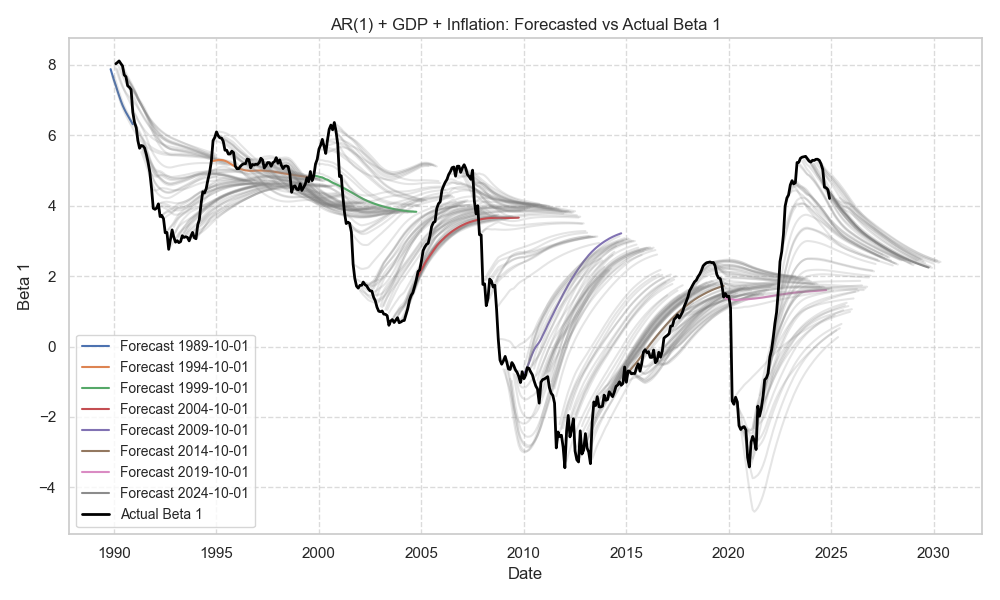 AR(1) + GDP + Inflation: Forecasted vs Actual Beta 1
Beta 1
8
6
4
2
0
−2
−4
Forecast 1989-10-01
Forecast 1994-10-01
Forecast 1999-10-01
Forecast 2004-10-01
Forecast 2009-10-01
Forecast 2014-10-01
Forecast 2019-10-01
Forecast 2024-10-01
Actual Beta 1
1990 1995 2000 2005 2010 2015 2020 2025 2030
Date